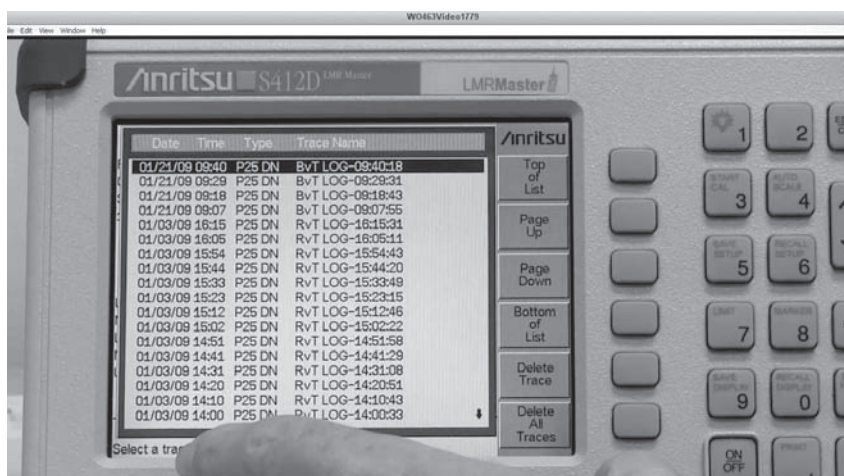 WO463Video1779
Edit View Window Help
Anritsu S412D LMR Master
LMRMaster
Date Time Type Trace Name
01/21/09 09:40 P25 DN BvT LOG-09:40:18
01/21/09 09:29 P25 DN BvT LOG-09:29:31
01/21/09 09:18 P25 DN BvT LOG-09:18:43
01/21/09 09:07 P25 DN BvT LOG-09:07:55
01/03/09 16:15 P25 DN RvT LOG-16:15:31
01/03/09 16:05 P25 DN RvT LOG-16:05:11
01/03/09 15:54 P25 DN RvT LOG-15:54:43
01/03/09 15:44 P25 DN RvT LOG-15:44:20
01/03/09 15:33 P25 DN RvT LOG-15:33:49
01/03/09 15:23 P25 DN RvT LOG-15:23:15
01/03/09 15:12 P25 DN RvT LOG-15:12:46
01/03/09 15:02 P25 DN RvT LOG-15:02:22
01/03/09 14:51 P25 DN RvT LOG-14:51:58
01/03/09 14:41 P25 DN RvT LOG-14:41:29
01/03/09 14:31 P25 DN RvT LOG-14:31:08
01/03/09 14:20 P25 DN RvT LOG-14:20:51
01/03/09 14:10 P25 DN RvT LOG-14:10:43
01/03/09 14:00 P25 DN RvT LOG-14:00:33
Select a
Anritsu
Top
of
List
Page
Up
Page
Down
Bottom
of
List
Delete
Trace
Delete
All
Traces
1
2
START
CAL
3
AUTO
SCALE
4
SAVE
SETUP
5
RECALL
SETUP
6
LIMIT
7
MARKER
8
SAVE
DISPLAY
9
RECALL
DISPLAY
0
ON
OFF
PRINT